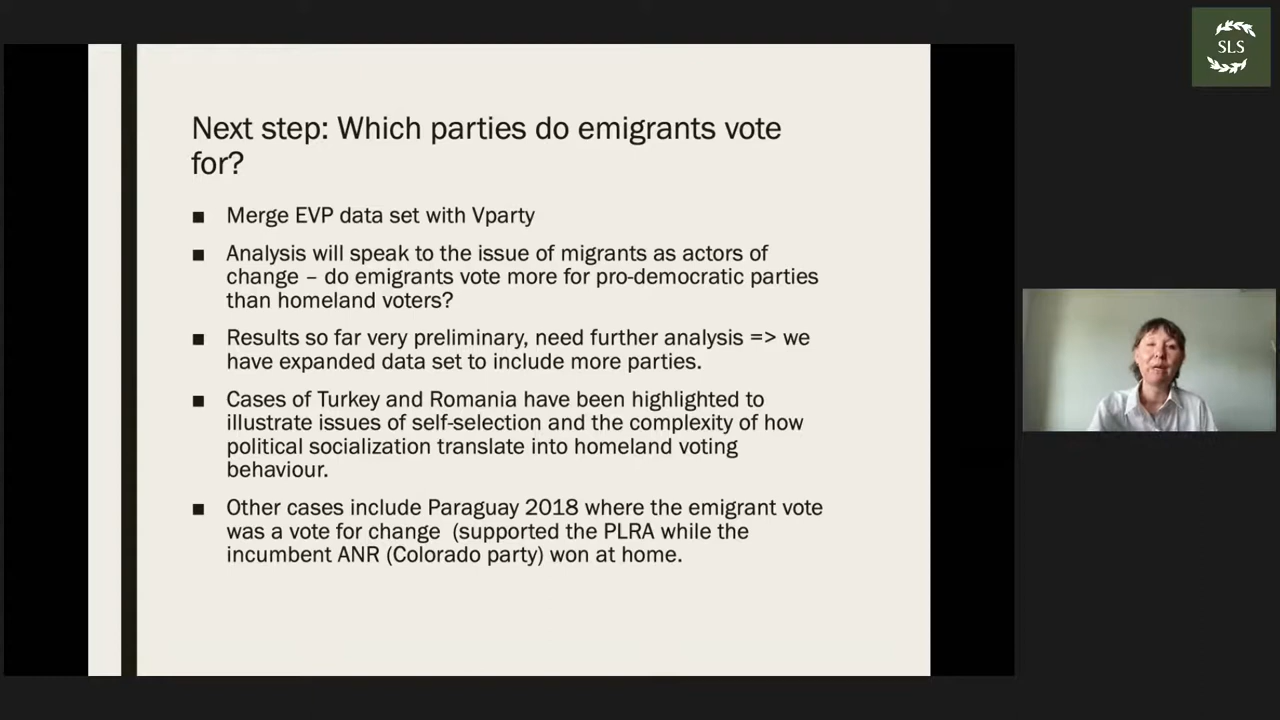 SLS
Next step: Which parties do emigrants vote
for?
■ Merge EVP data set with Vparty
■ Analysis will speak to the issue of migrants as actors of
change – do emigrants vote more for pro-democratic parties
than homeland voters?
■ Results so far very preliminary, need further analysis => we
have expanded data set to include more parties.
■ Cases of Turkey and Romania have been highlighted to
illustrate issues of self-selection and the complexity of how
political socialization translate into homeland voting
behaviour.
■ Other cases include Paraguay 2018 where the emigrant vote
was a vote for change  (supported the PLRA while the
incumbent ANR (Colorado party) won at home.